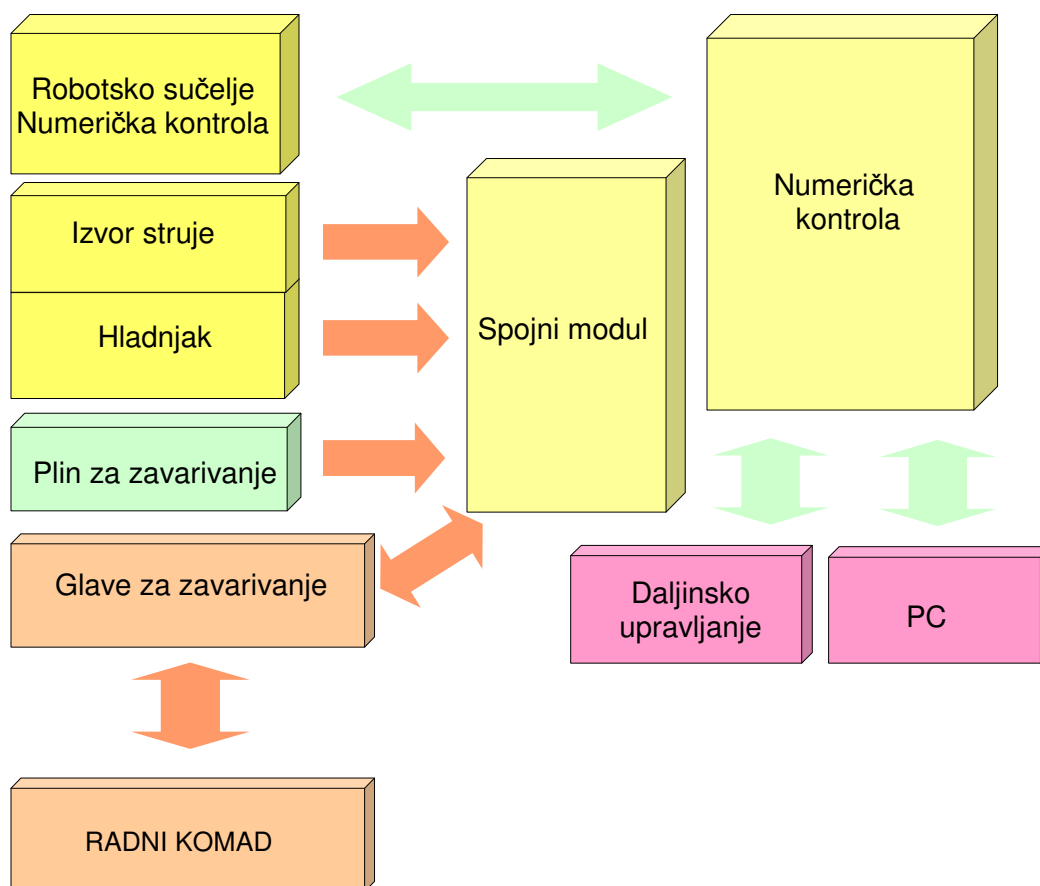 Robotsko sučelje
Numerička kontrola
Izvor struje
Hladnjak
Plin za zavarivanje
Glave za zavarivanje
RADNI KOMAD
Spojni modul
Numerička
kontrola
Daljinsko
upravljanje
PC